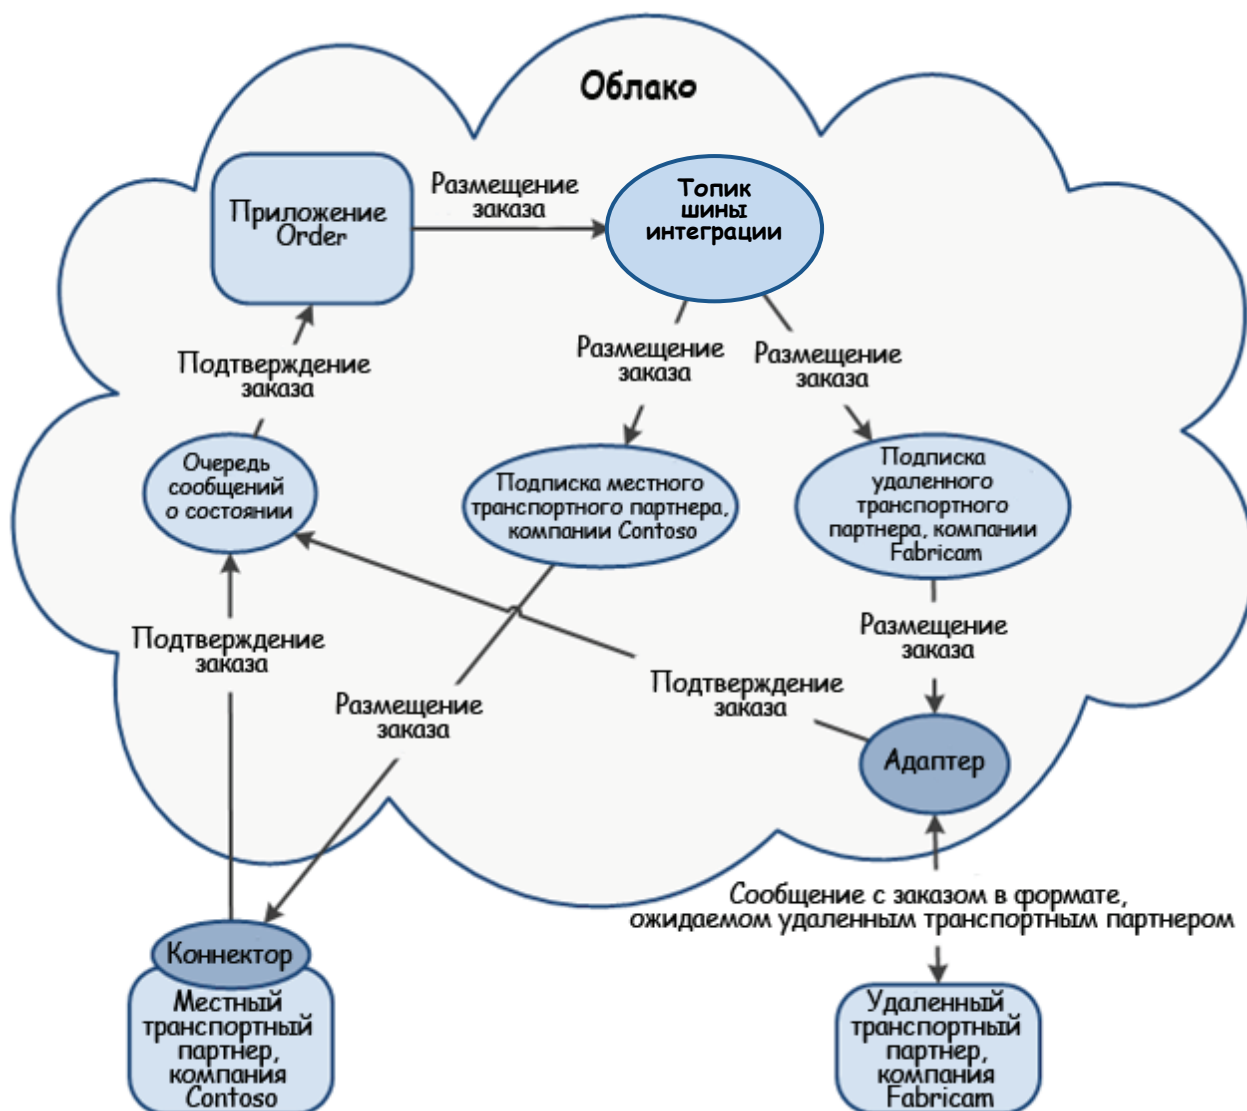 Облако
Приложение
Order
Размещение
заказа
Топик
шины
интеграции
Подтверждение
заказа
Размещение
заказа
Размещение
заказа
Очередь
сообщений
о состоянии
Подписка местного
транспортного партнера,
компании Contoso
Подписка
удаленного
транспортного
партнера, компании
Fabricam
Подтверждение
заказа
Размещение
заказа
Подтверждение
заказа
Размещение
заказа
Адаптер
Сообщение с заказом в формате,
ожидаемом удаленным транспортным партнером
Коннектор
Местный
транспортный
партнер,
компания
Contoso
Удаленный
транспортный
партнер,
компания
Fabricam